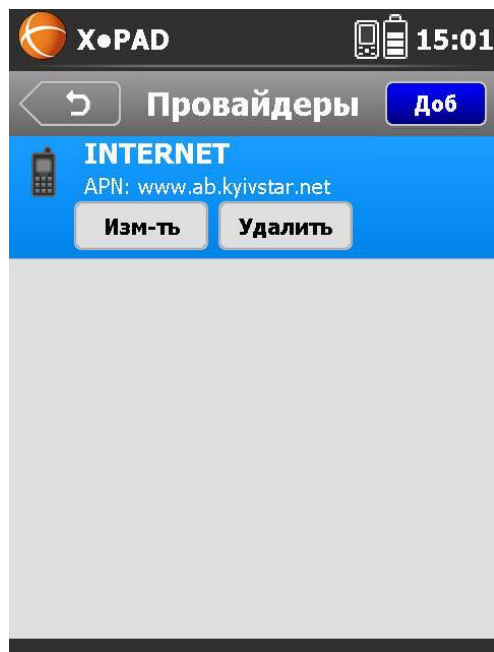 X•PAD 15:01
Провайдеры Доб
INTERNET
APN: www.ab.kyivstar.net
Изм-ть Удалить